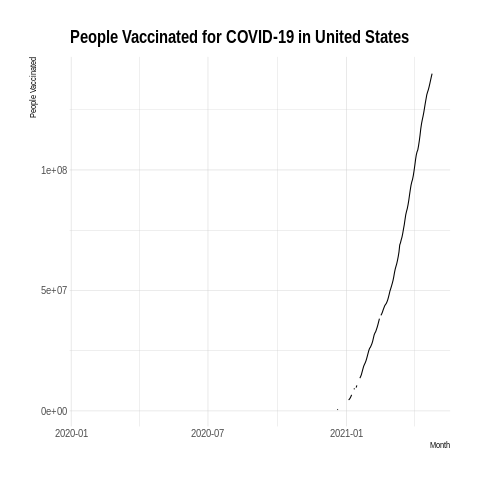 People Vaccinated for COVID-19 in United States
People Vaccinated
1e+08
5e+07
0e+00
2020-01 2020-07 2021-01
Month